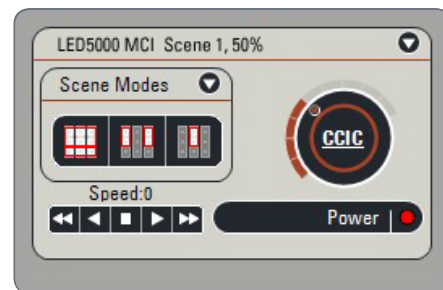 LED5000 MCI Scene 1, 50%
Scene Modes
CCIC
Speed:0
Power